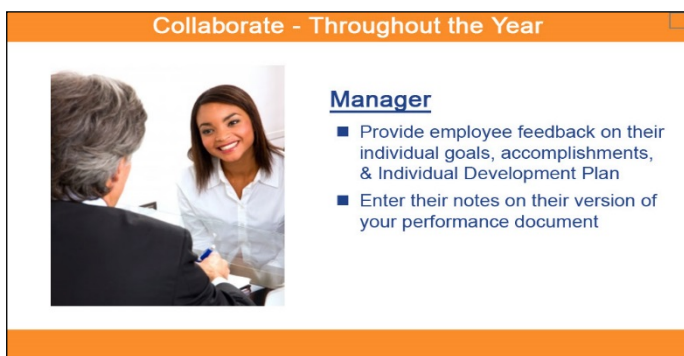 Collaborate - Throughout the Year
Manager
■ Provide employee feedback on their
individual goals, accomplishments,
& Individual Development Plan
■ Enter their notes on their version of
your performance document